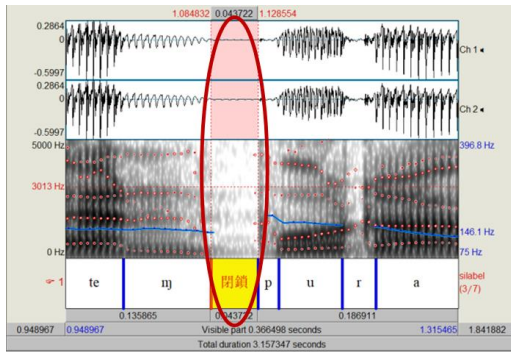 1.084832 0.043722 1.128554
0.2864
0
-0.5997
Ch 1
0.2864
0
-0.5997
Ch 2
5000 Hz 396.8 Hz
3013 Hz
146.1 Hz
0 Hz 75 Hz
1 te ɱ 閉鎖 p u r a silabel
(3/7)
0.135865 0.043722 0.186911
0.948967 0.948967 Visible part 0.366498 seconds 1.315465 1.841882
Total duration 3.157347 seconds